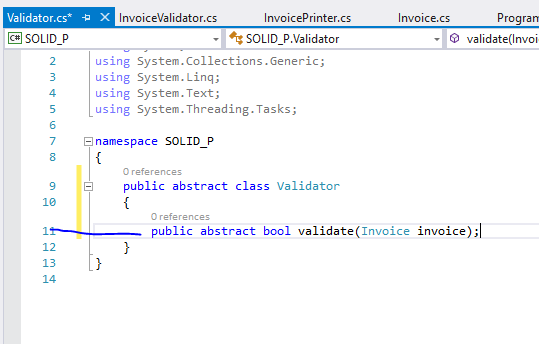 Validator.cs* InvoiceValidator.cs InvoicePrinter.cs Invoice.cs Program
C# SOLID_P SOLID_P.Validator validate(Invoi
2 using System.Collections.Generic;
3 using System.Linq;
4 using System.Text;
5 using System.Threading.Tasks;
6
7 namespace SOLID_P
8 {
0 references
9 public abstract class Validator
10 {
0 references
11 public abstract bool validate(Invoice invoice);
12 }
13 }
14